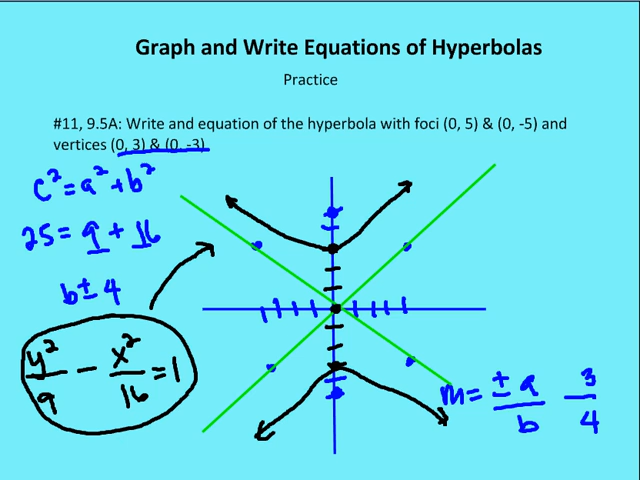 Graph and Write Equations of Hyperbolas
Practice
#11, 9.5A: Write and equation of the hyperbola with foci (0, 5) & (0, -5) and
vertices (0, 3) & (0, -3)
c² = a² + b²
25 = 9 + 16
b ± 4
y²/9 - x²/16 = 1
m = ± a/b 3/4